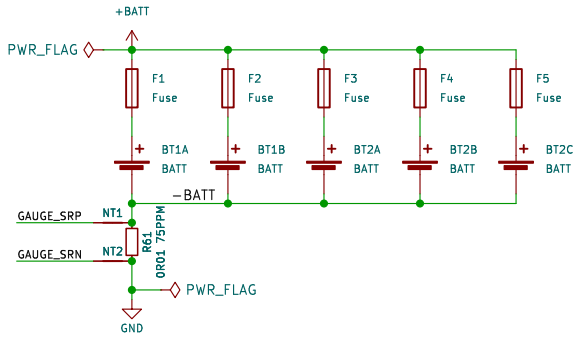 +BATT
PWR_FLAG
F1
Fuse
F2
Fuse
F3
Fuse
F4
Fuse
F5
Fuse
+
BT1A
BATT
+
BT1B
BATT
+
BT2A
BATT
+
BT2B
BATT
+
BT2C
BATT
-BATT
GAUGE_SRP
NT1
R61
0R01 75PPM
GAUGE_SRN
NT2
PWR_FLAG
GND